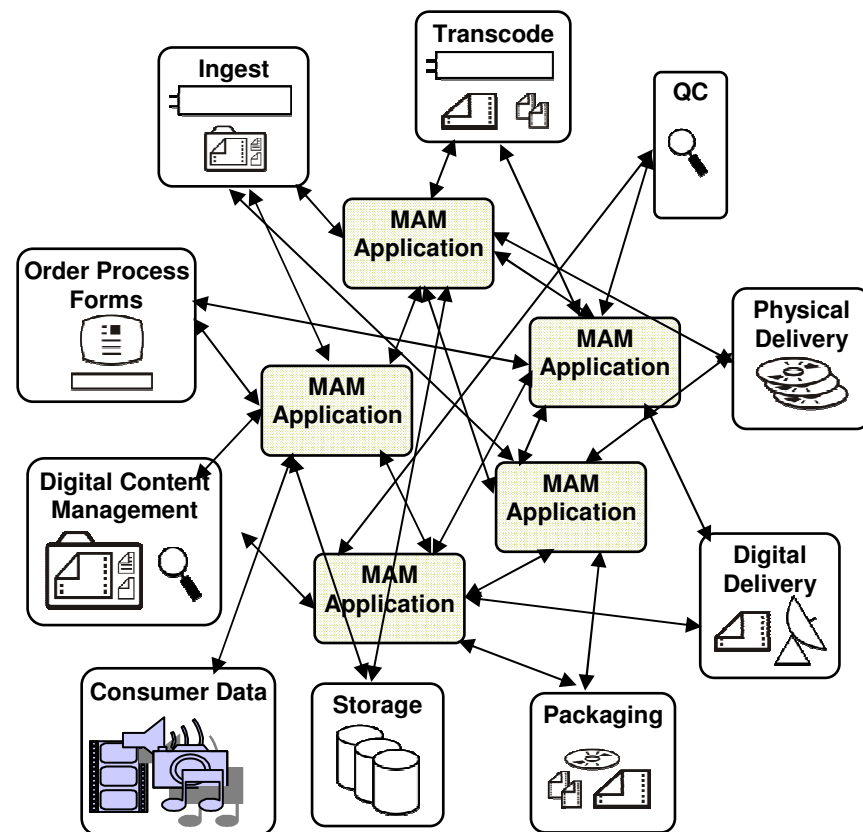 Transcode
Ingest
QC
MAM
Application
Order Process
Forms
Physical
Delivery
MAM
Application
MAM
Application
Digital Content
Management
MAM
Application
Digital
Delivery
MAM
Application
Consumer Data
Storage
Packaging